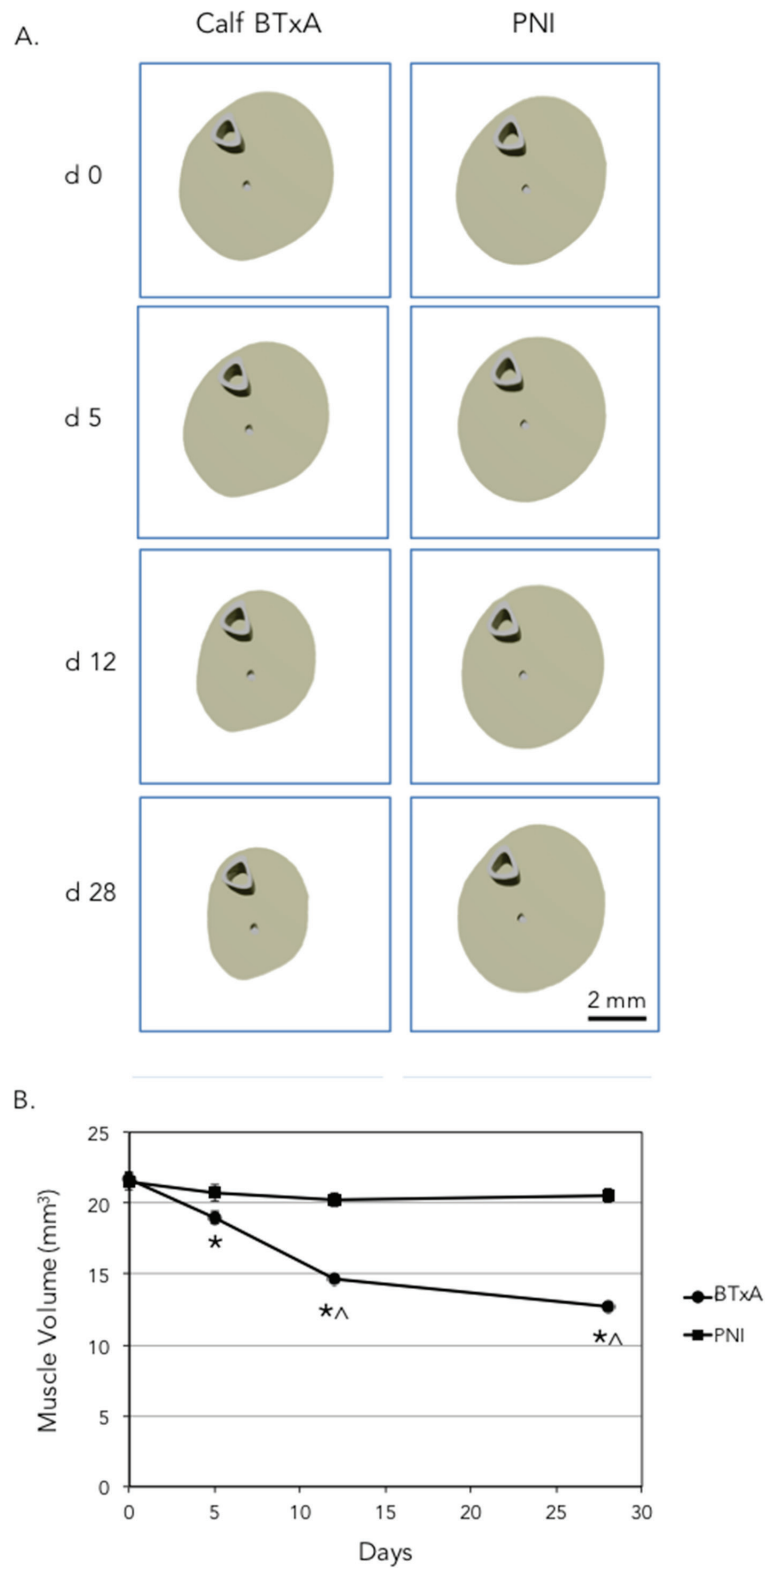 A.
Calf BTxA PNI
d 0
d 5
d 12
d 28
2 mm
B.
Muscle Volume (mm³)
25
20
15
10
5
0
*
*^
*^
0 5 10 15 20 25 30
Days
BTxA
PNI